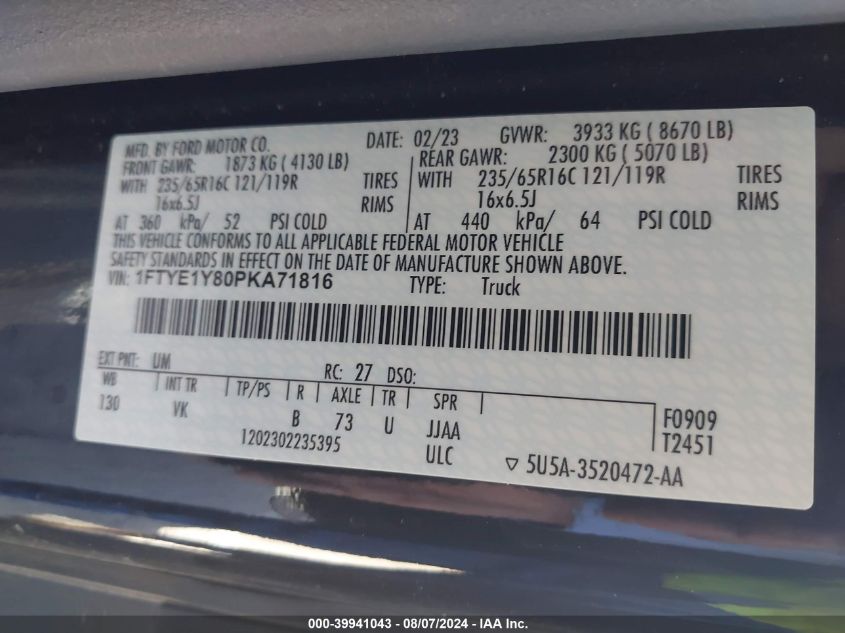 MFD. BY FORD MOTOR CO. DATE: 02/23 GVWR: 3933 KG ( 8670 LB)
FRONT GAWR: 1873 KG ( 4130 LB) REAR GAWR: 2300 KG ( 5070 LB)
WITH 235/65R16C 121/119R TIRES WITH 235/65R16C 121/119R TIRES
16x6.5J RIMS 16x6.5J RIMS
AT 360 kPa/ 52 PSI COLD AT 440 kPa/ 64 PSI COLD
THIS VEHICLE CONFORMS TO ALL APPLICABLE FEDERAL MOTOR VEHICLE
SAFETY STANDARDS IN EFFECT ON THE DATE OF MANUFACTURE SHOWN ABOVE.
VIN: 1FTYE1Y80PKA71816 TYPE: Truck
EXT PNT: UM RC: 27 DSO:
WB INT TR TP/PS R AXLE TR SPR
130 VK B 73 U JJAA F0909
1202302235395 ULC T2451
5U5A-3520472-AA
000-39941043 - 08/07/2024 - IAA Inc.